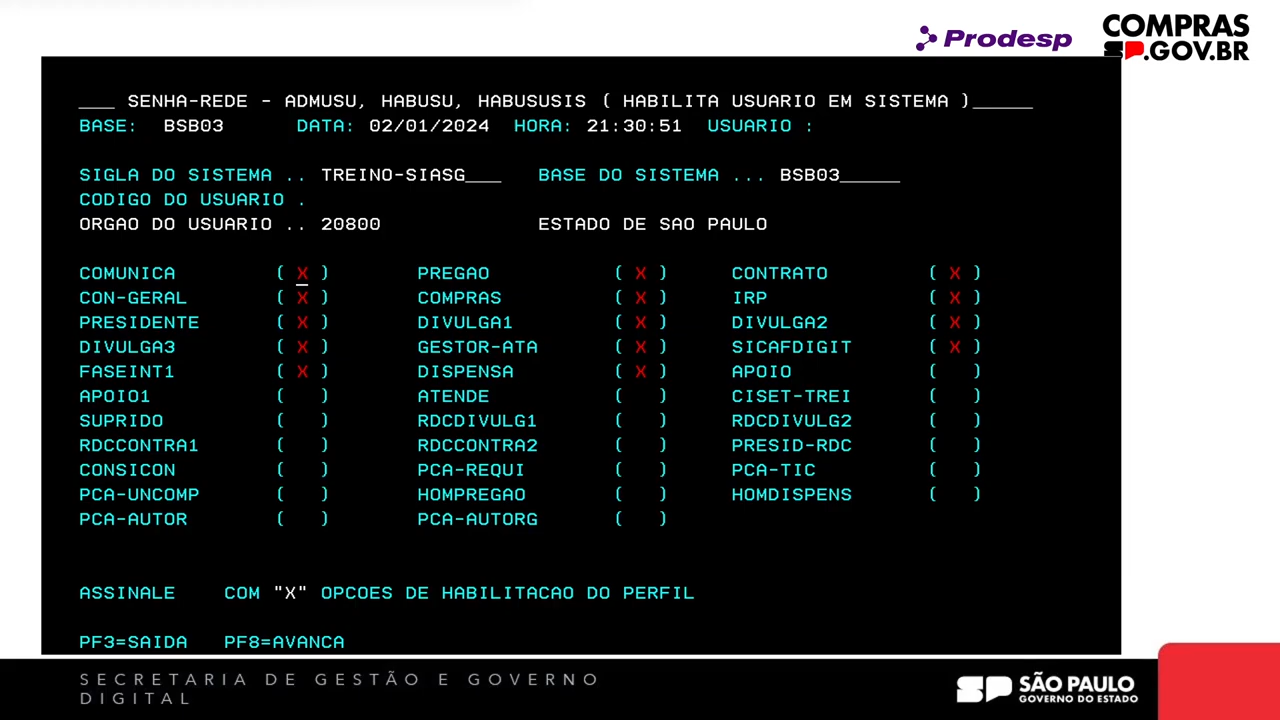 Prodesp
COMPRAS
SP.GOV.BR
___ SENHA-REDE - ADMUSU, HABUSU, HABUSUSIS ( HABILITA USUARIO EM SISTEMA )_____
BASE: BSB03 DATA: 02/01/2024 HORA: 21:30:51 USUARIO :
SIGLA DO SISTEMA .. TREINO-SIASG___ BASE DO SISTEMA ... BSB03_____
CODIGO DO USUARIO .
ORGAO DO USUARIO .. 20800 ESTADO DE SAO PAULO
COMUNICA ( X ) PREGAO ( X ) CONTRATO ( X )
CON-GERAL ( X ) COMPRAS ( X ) IRP ( X )
PRESIDENTE ( X ) DIVULGA1 ( X ) DIVULGA2 ( X )
DIVULGA3 ( X ) GESTOR-ATA ( X ) SICAFDIGIT ( X )
FASEINT1 ( X ) DISPENSA ( X ) APOIO ( )
APOIO1 ( ) ATENDE ( ) CISET-TREI ( )
SUPRIDO ( ) RDCDIVULG1 ( ) RDCDIVULG2 ( )
RDCCONTRA1 ( ) RDCCONTRA2 ( ) PRESID-RDC ( )
CONSICON ( ) PCA-REQUI ( ) PCA-TIC ( )
PCA-UNCOMP ( ) HOMPREGAO ( ) HOMDISPENS ( )
PCA-AUTOR ( ) PCA-AUTORG ( )
ASSINALE COM "X" OPCOES DE HABILITACAO DO PERFIL
PF3=SAIDA PF8=AVANCA
SECRETARIA DE GESTÃO E GOVERNO
DIGITAL
SP SÃO PAULO
GOVERNO DO ESTADO